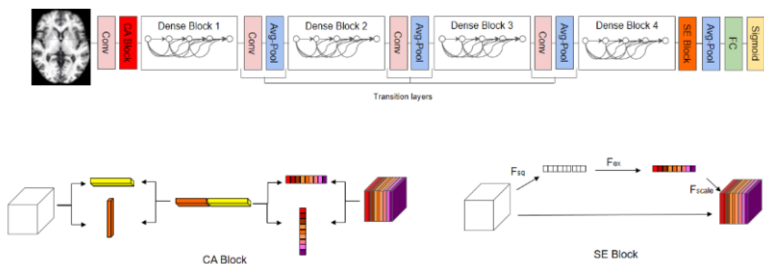 Conv
CA Block
Dense Block 1
Conv
Avg-Pool
Dense Block 2
Conv
Avg-Pool
Dense Block 3
Conv
Avg-Pool
Dense Block 4
SE Block
Avg-Pool
FC
Sigmoid
Transition layers
CA Block
Fsq
Fex
Fscale
SE Block